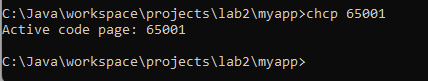 C:\Java\workspace\projects\lab2\myapp>chcp 65001
Active code page: 65001
C:\Java\workspace\projects\lab2\myapp>